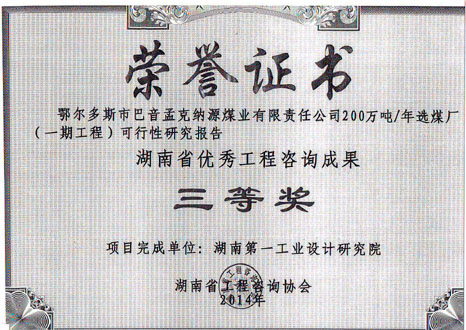 荣誉证书
鄂尔多斯市巴音孟克纳源煤业有限责任公司200万吨/年选煤厂
（一期工程）可行性研究报告
湖南省优秀工程咨询成果
三等奖
项目完成单位：湖南第一工业设计研究院
湖南省工程咨询协会
2014年